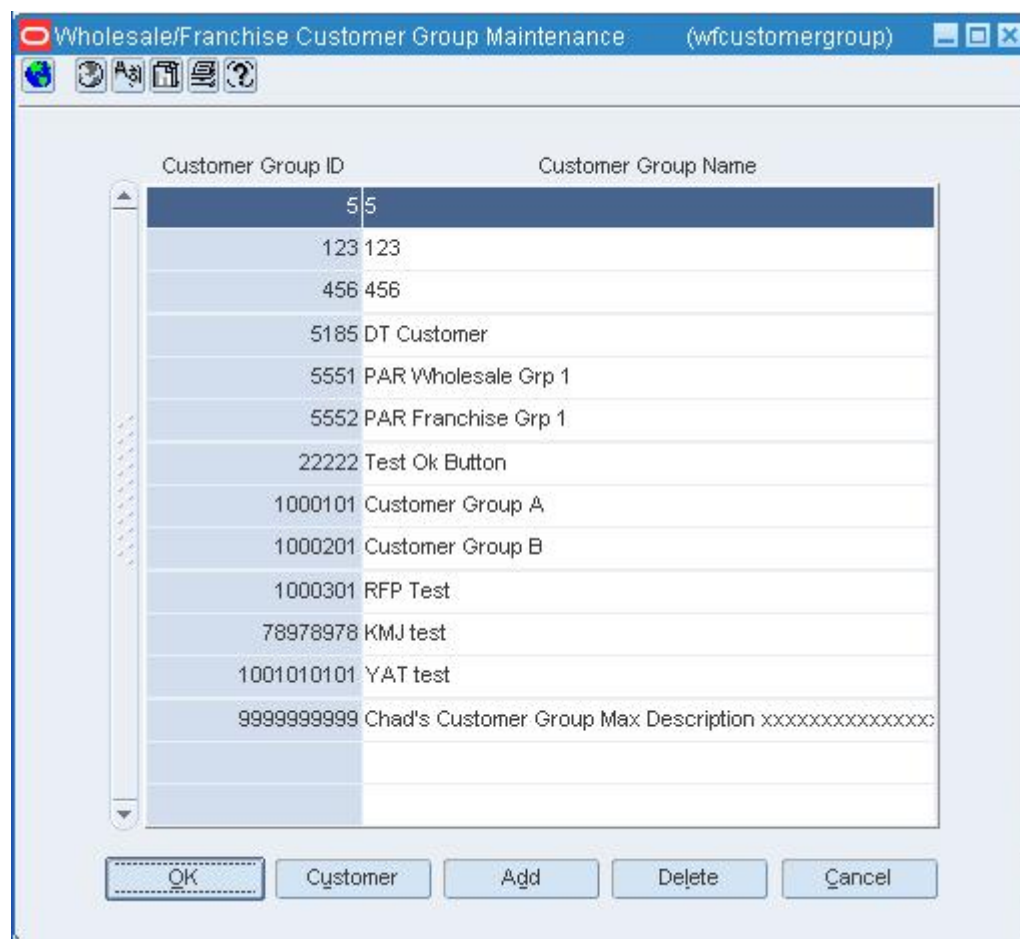 Wholesale/Franchise Customer Group Maintenance (wfcustomergroup)
Customer Group ID Customer Group Name
5 5
123 123
456 456
5185 DT Customer
5551 PAR Wholesale Grp 1
5552 PAR Franchise Grp 1
22222 Test Ok Button
1000101 Customer Group A
1000201 Customer Group B
1000301 RFP Test
78978978 KMJ test
1001010101 YAT test
9999999999 Chad's Customer Group Max Description xxxxxxxxxxxxxxx
OK Customer Add Delete Cancel